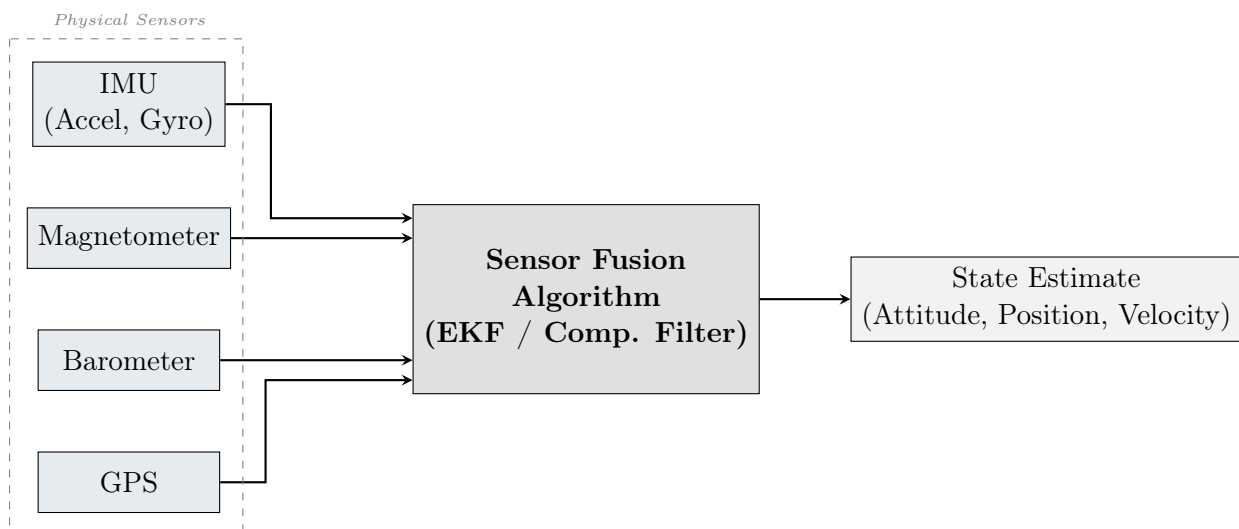 Physical Sensors
IMU
(Accel, Gyro)
Magnetometer
Barometer
GPS
Sensor Fusion
Algorithm
(EKF / Comp. Filter)
State Estimate
(Attitude, Position, Velocity)